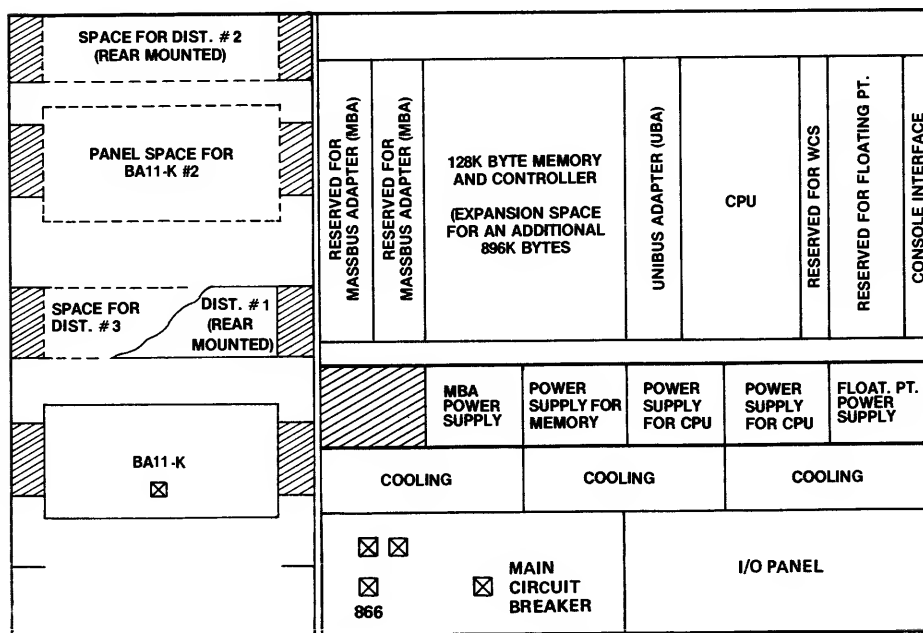 SPACE FOR DIST. #2
(REAR MOUNTED)
PANEL SPACE FOR
BA11-K #2
SPACE FOR
DIST. #3
DIST. #1
(REAR
MOUNTED)
BA11-K
RESERVED FOR
MASSBUS ADAPTER (MBA)
RESERVED FOR
MASSBUS ADAPTER (MBA)
128K BYTE MEMORY
AND CONTROLLER
(EXPANSION SPACE
FOR AN ADDITIONAL
896K BYTES
UNIBUS ADAPTER (UBA)
CPU
RESERVED FOR WCS
RESERVED FOR FLOATING PT.
CONSOLE INTERFACE
MBA
POWER
SUPPLY
POWER
SUPPLY FOR
MEMORY
POWER
SUPPLY
FOR CPU
POWER
SUPPLY
FOR CPU
FLOAT. PT.
POWER
SUPPLY
COOLING
COOLING
COOLING
866
MAIN
CIRCUIT
BREAKER
I/O PANEL